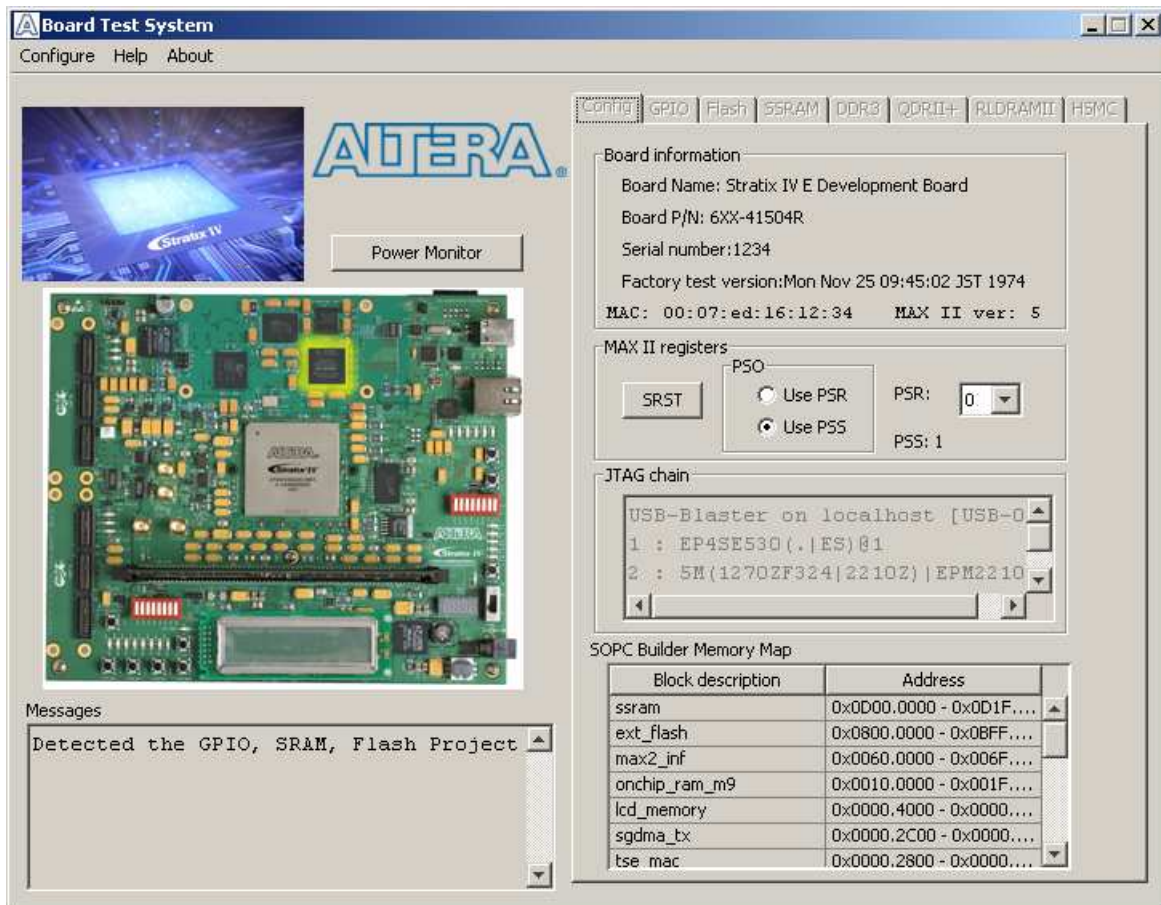 Board Test System
Configure Help About
Stratix IV
ALTERA®
Power Monitor
ALTERA
Stratix IV
ALTERA
Stratix IV
Messages
Detected the GPIO, SRAM, Flash Project
Config GPIO Flash SSRAM DDR3 QDRII+ RLDRAMII HSMC
Board information
Board Name: Stratix IV E Development Board
Board P/N: 6XX-41504R
Serial number:1234
Factory test version:Mon Nov 25 09:45:02 JST 1974
MAC: 00:07:ed:16:12:34 MAX II ver: 5
MAX II registers
PSO
SRST
Use PSR
Use PSS
PSR: 0
PSS: 1
JTAG chain
USB-Blaster on localhost [USB-0
1 : EP4SE530(.|ES)@1
2 : 5M(1270ZF324|2210Z)|EPM2210
SOPC Builder Memory Map
Block description Address
ssram 0x0D00.0000 - 0x0D1F....
ext_flash 0x0800.0000 - 0x0BFF....
max2_inf 0x0060.0000 - 0x006F....
onchip_ram_m9 0x0010.0000 - 0x001F....
lcd_memory 0x0000.4000 - 0x0000....
sgdma_tx 0x0000.2C00 - 0x0000....
tse_mac 0x0000.2800 - 0x0000....